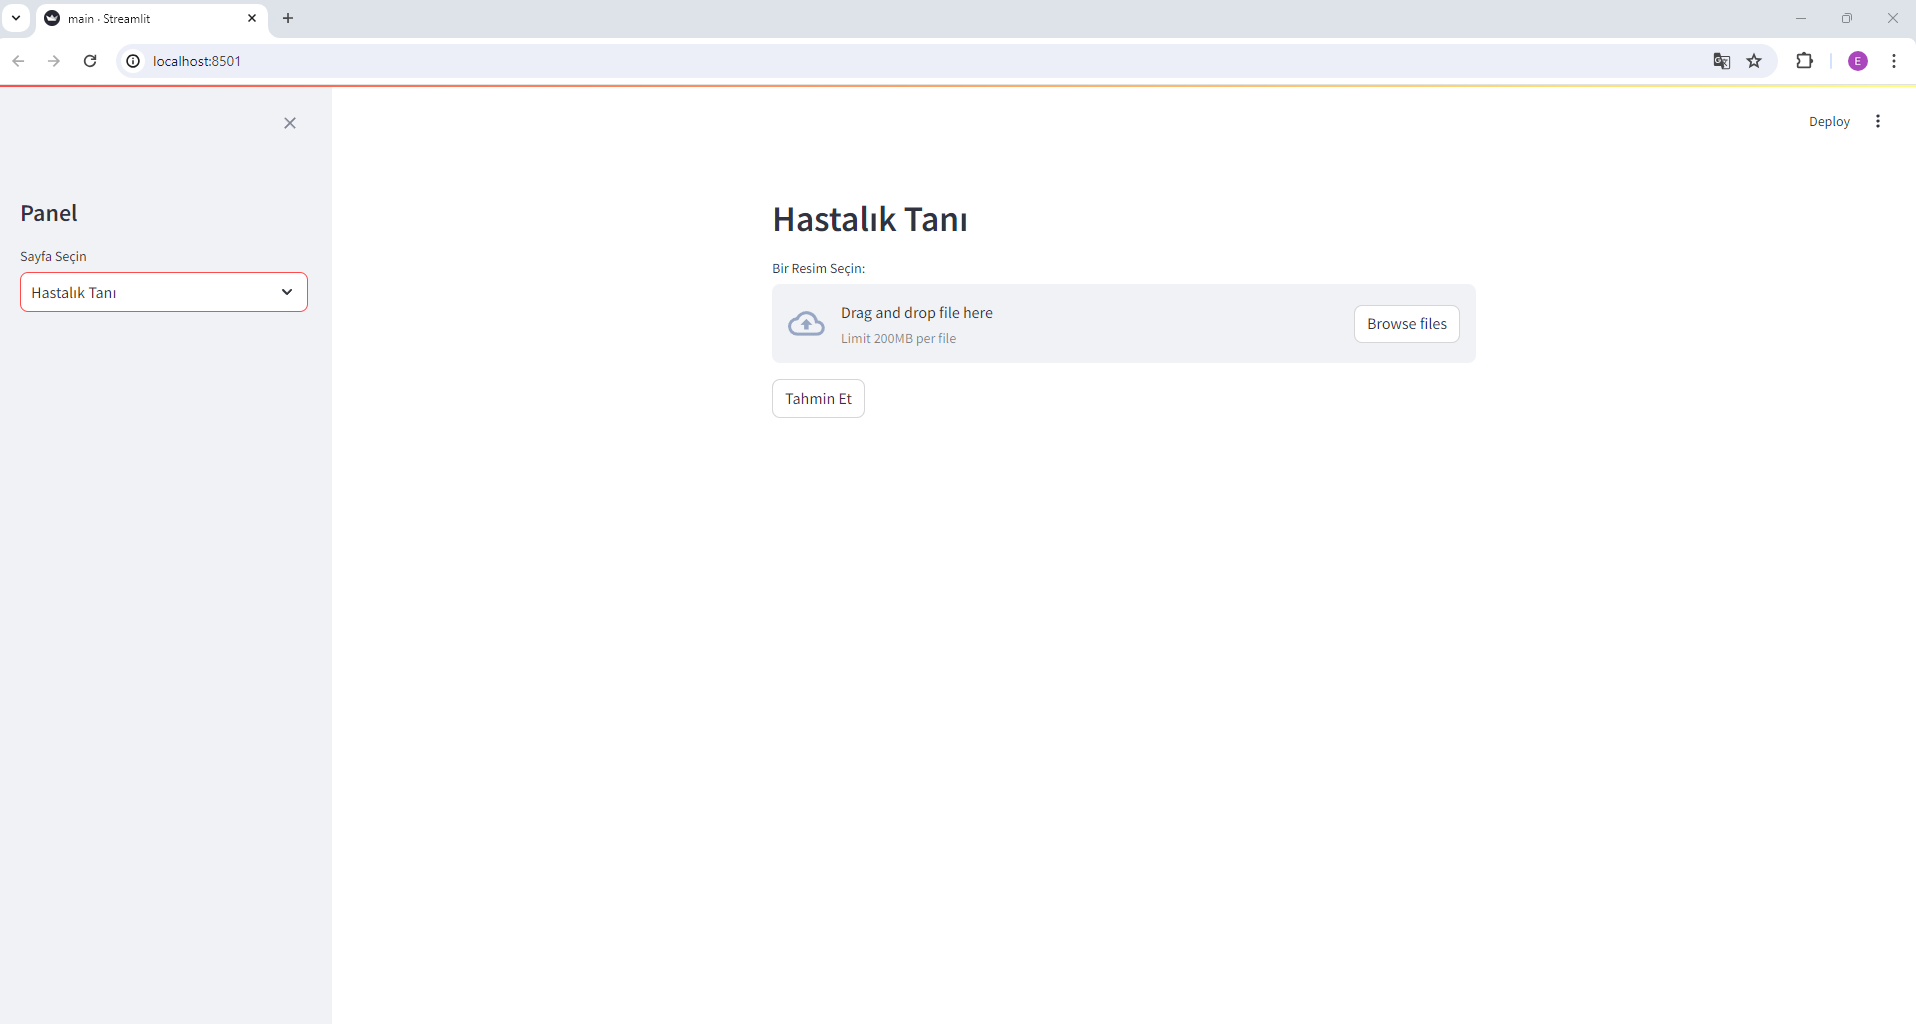 main · Streamlit
localhost:8501
E
Deploy
Panel
Sayfa Seçin
Hastalık Tanı
Hastalık Tanı
Bir Resim Seçin:
Drag and drop file here
Limit 200MB per file
Browse files
Tahmin Et